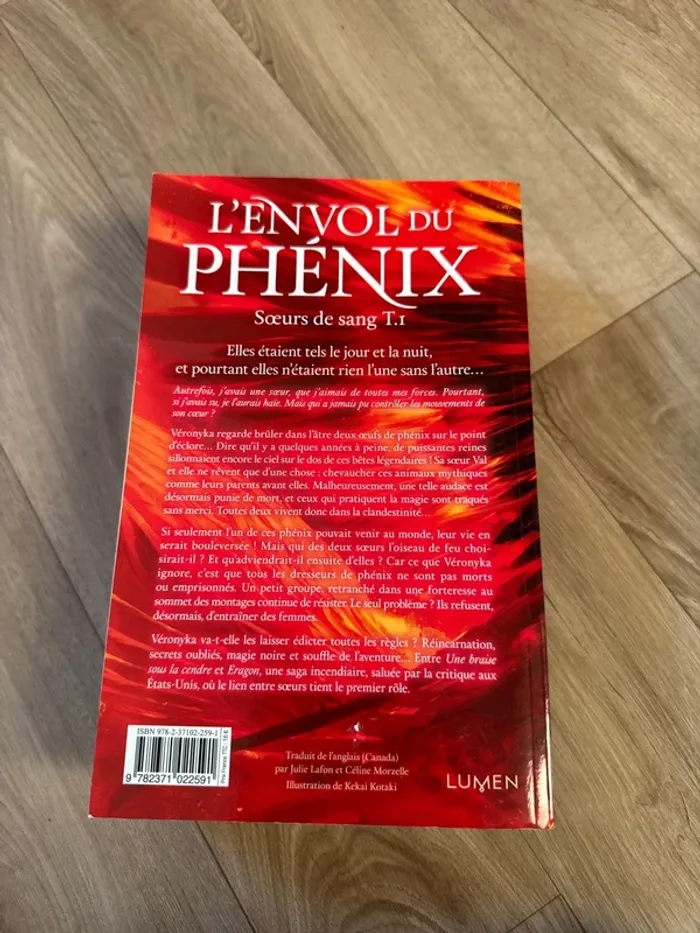 L'ENVOL DU
PHÉNIX
Sœurs de sang T.1
Elles étaient tels le jour et la nuit,
et pourtant elles n'étaient rien l'une sans l'autre…
Autrefois, j'avais une sœur, que j'aimais de toutes mes forces. Pourtant,
si j'avais su, je l'aurais haïe. Mais qui a jamais pu contrôler les mouvements de
son cœur ?
Véronyka regarde brûler dans l'âtre deux œufs de phénix sur le point
d'éclore… Dire qu'il y a quelques années à peine, de puissantes reines
sillonnaient encore le ciel sur le dos de ces bêtes légendaires ! Sa sœur Val
et elle ne rêvent que d'une chose : chevaucher ces animaux mythiques
comme leurs parents avant elles. Malheureusement, une telle audace est
désormais punie de mort, et ceux qui pratiquent la magie sont traqués
sans merci. Toutes deux vivent donc dans la clandestinité…
Si seulement l'un de ces phénix pouvait venir au monde, leur vie en
serait bouleversée ! Mais qui des deux sœurs l'oiseau de feu choi-
sirait-il ? Et qu'adviendrait-il ensuite d'elles ? Car ce que Véronyka
ignore, c'est que tous les dresseurs de phénix ne sont pas morts
ou emprisonnés. Un petit groupe, retranché dans une forteresse au
sommet des montages continue de résister. Le seul problème ? Ils refusent,
désormais, d'entraîner des femmes.
Véronyka va-t-elle les laisser édicter toutes les règles ? Réincarnation,
secrets oubliés, magie noire et souffle de l'aventure… Entre Une braise
sous la cendre et Eragon, une saga incendiaire, saluée par la critique aux
États-Unis, où le lien entre sœurs tient le premier rôle.
ISBN 978-2-37102-259-1
9 782371 022591
Prix France TTC : 16 €
Traduit de l'anglais (Canada)
par Julie Lafon et Céline Morzelle
Illustration de Kekai Kotaki
LUMEN